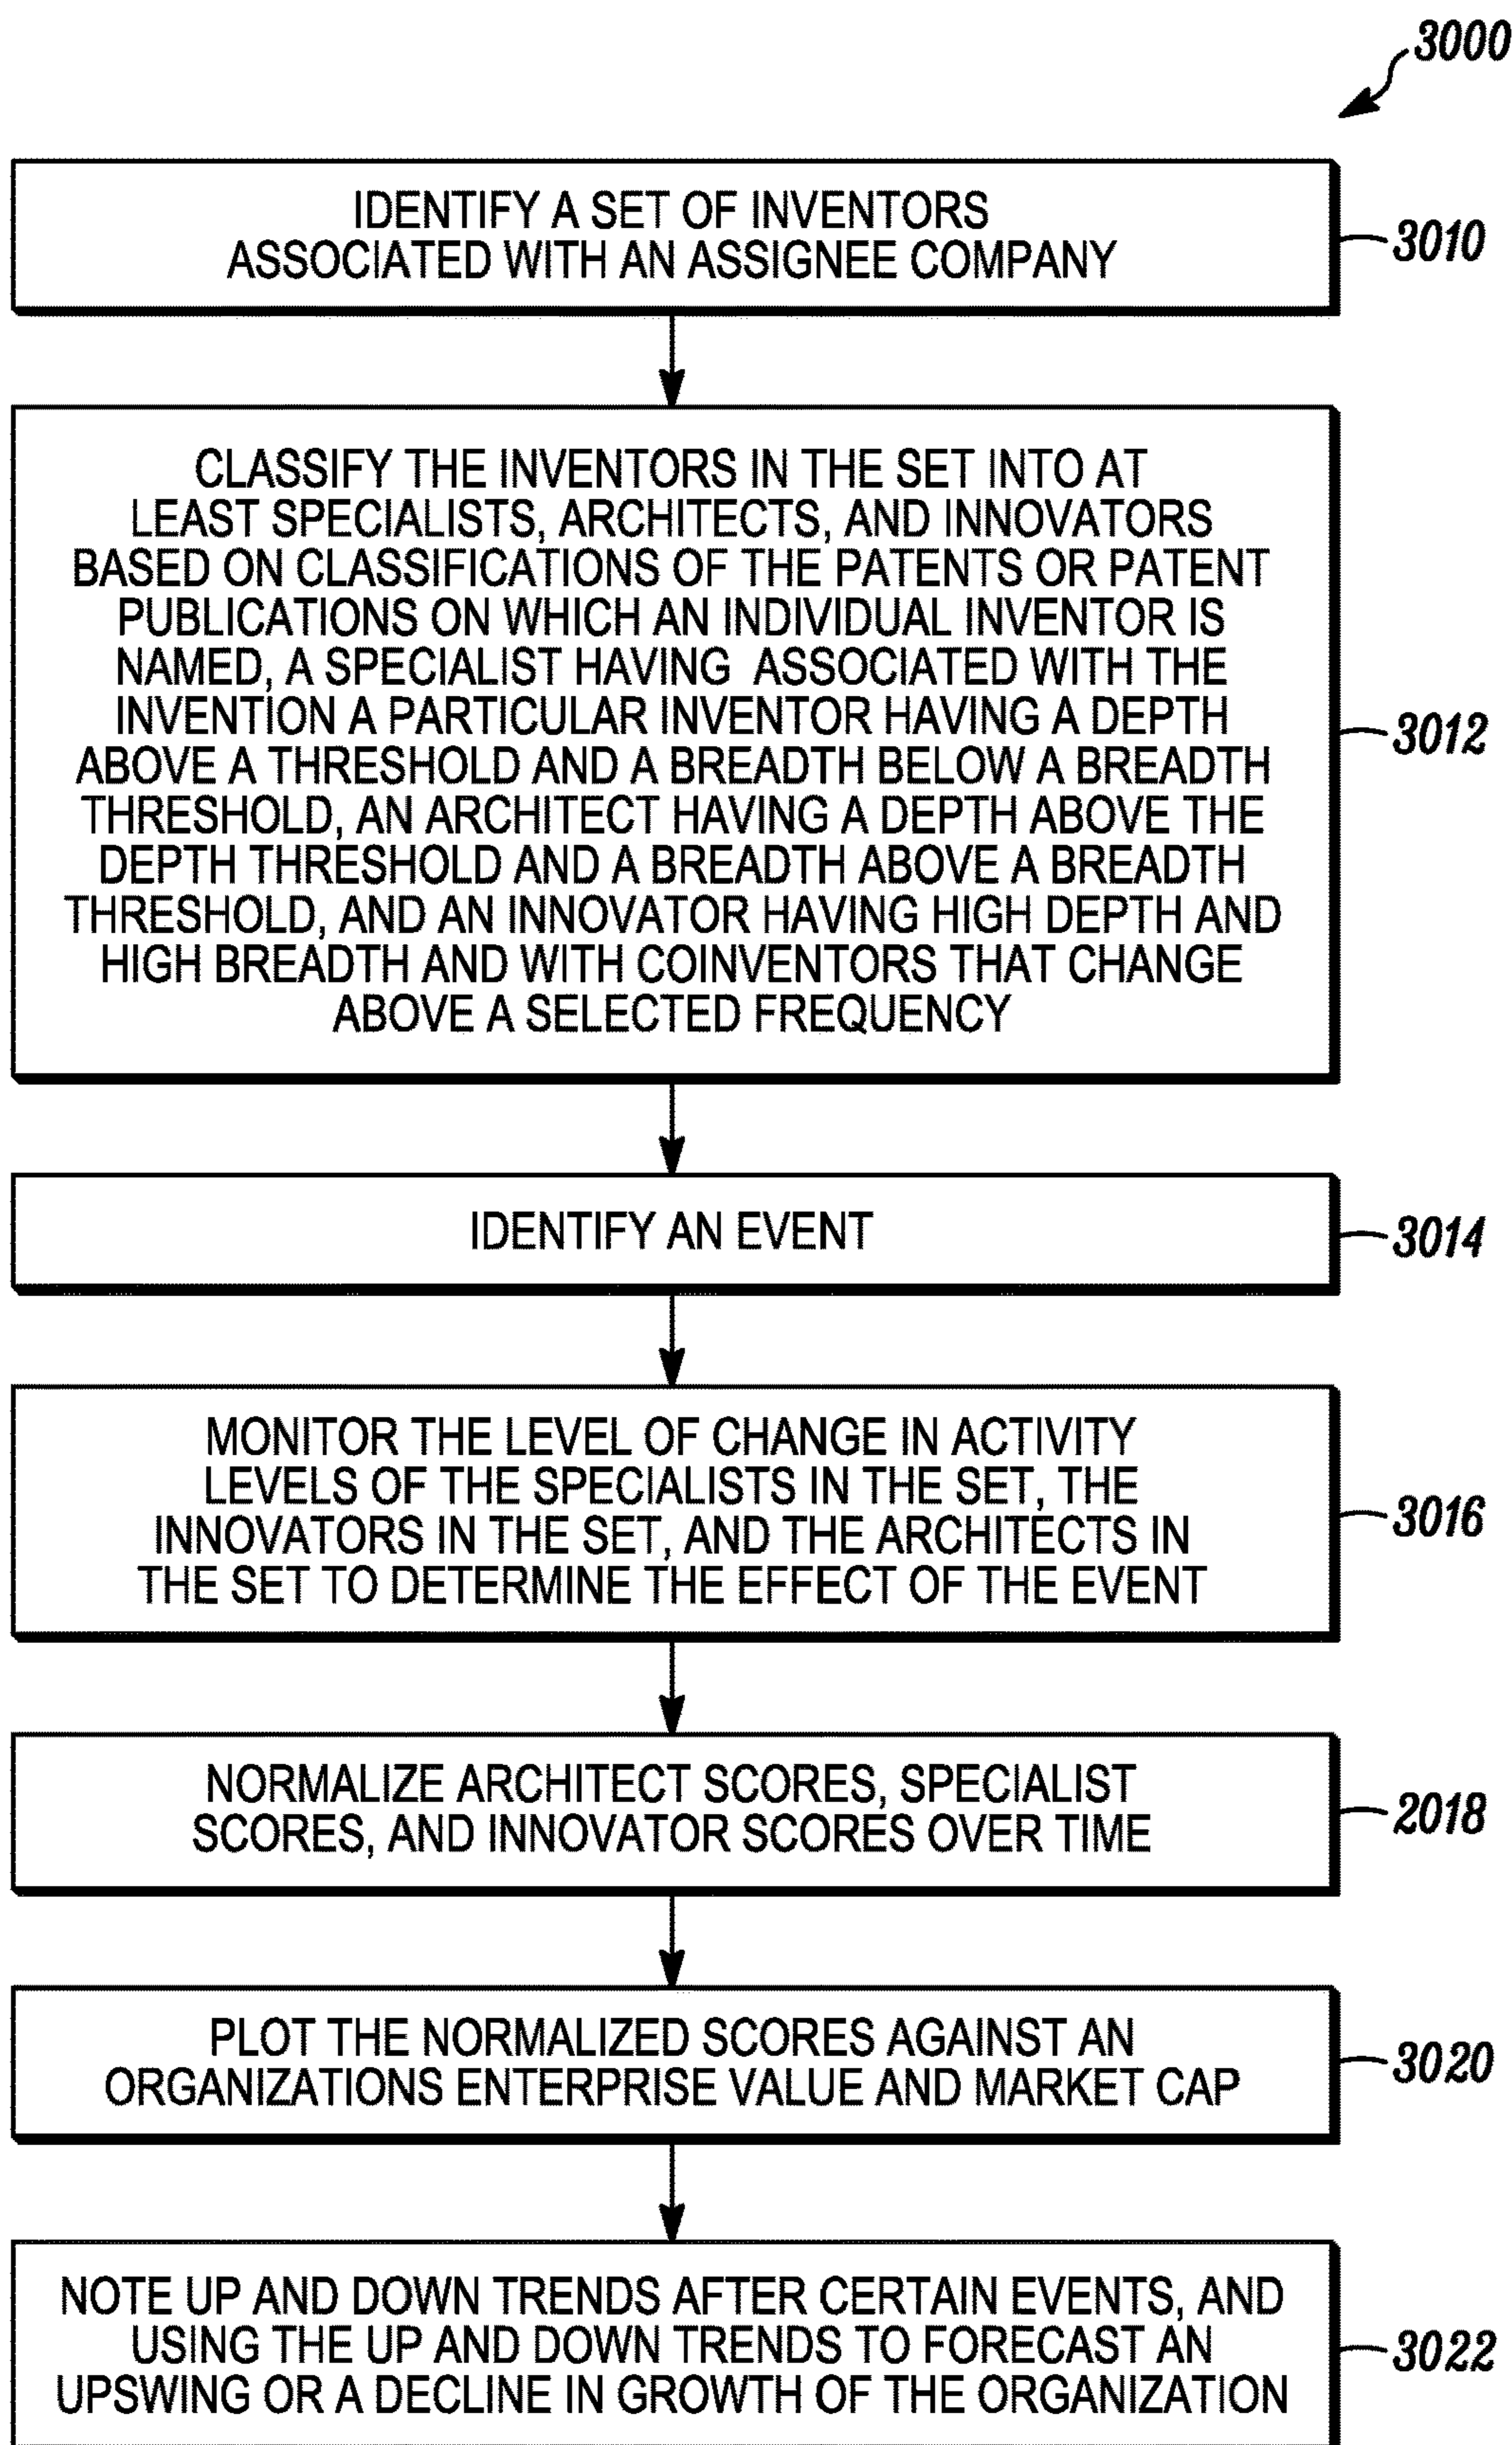 3000
IDENTIFY A SET OF INVENTORS
ASSOCIATED WITH AN ASSIGNEE COMPANY
3010
CLASSIFY THE INVENTORS IN THE SET INTO AT
LEAST SPECIALISTS, ARCHITECTS, AND INNOVATORS
BASED ON CLASSIFICATIONS OF THE PATENTS OR PATENT
PUBLICATIONS ON WHICH AN INDIVIDUAL INVENTOR IS
NAMED, A SPECIALIST HAVING ASSOCIATED WITH THE
INVENTION A PARTICULAR INVENTOR HAVING A DEPTH
ABOVE A THRESHOLD AND A BREADTH BELOW A BREADTH
THRESHOLD, AN ARCHITECT HAVING A DEPTH ABOVE THE
DEPTH THRESHOLD AND A BREADTH ABOVE A BREADTH
THRESHOLD, AND AN INNOVATOR HAVING HIGH DEPTH AND
HIGH BREADTH AND WITH COINVENTORS THAT CHANGE
ABOVE A SELECTED FREQUENCY
3012
IDENTIFY AN EVENT
3014
MONITOR THE LEVEL OF CHANGE IN ACTIVITY
LEVELS OF THE SPECIALISTS IN THE SET, THE
INNOVATORS IN THE SET, AND THE ARCHITECTS IN
THE SET TO DETERMINE THE EFFECT OF THE EVENT
3016
NORMALIZE ARCHITECT SCORES, SPECIALIST
SCORES, AND INNOVATOR SCORES OVER TIME
2018
PLOT THE NORMALIZED SCORES AGAINST AN
ORGANIZATIONS ENTERPRISE VALUE AND MARKET CAP
3020
NOTE UP AND DOWN TRENDS AFTER CERTAIN EVENTS, AND
USING THE UP AND DOWN TRENDS TO FORECAST AN
UPSWING OR A DECLINE IN GROWTH OF THE ORGANIZATION
3022